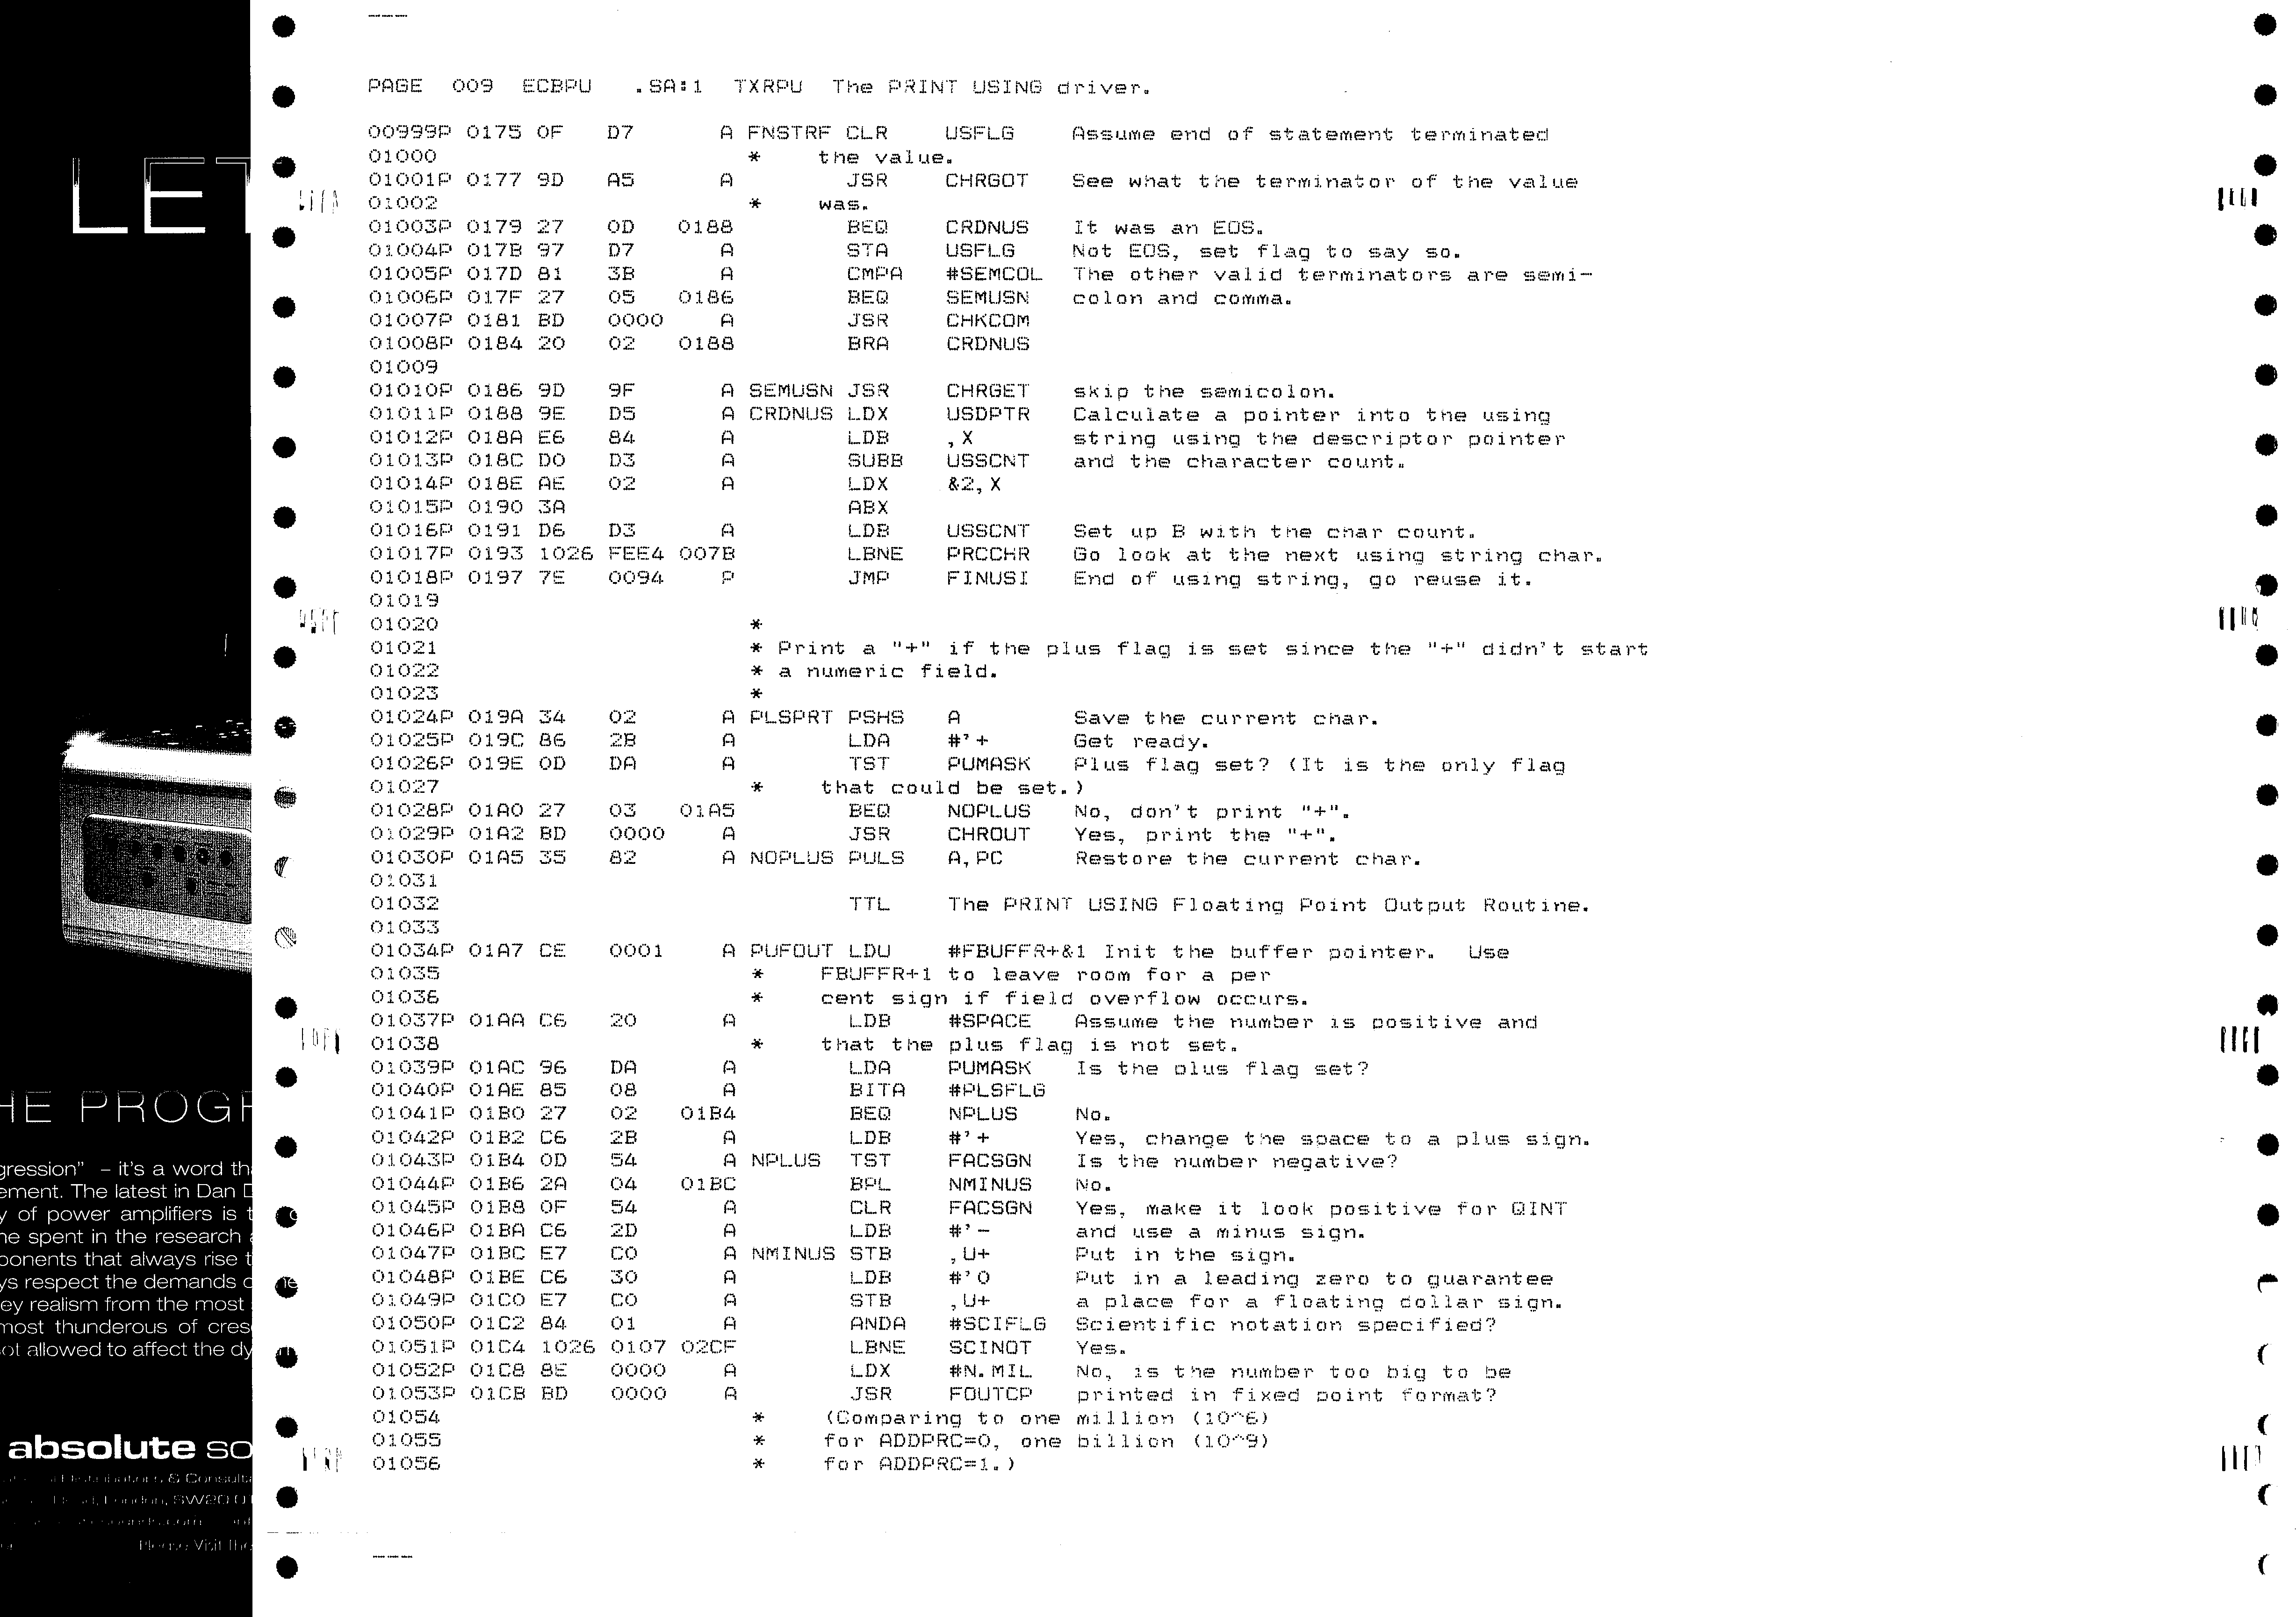 PAGE 009 ECBPU .SA:1 TXRPU The PRINT USING driver.
00999P 0175 0F D7 A FNSTRF CLR USFLG Assume end of statement terminated
01000 * the value.
01001P 0177 9D A5 A JSR CHRGOT See what the terminator of the value
01002 * was.
01003P 0179 27 0D 0188 BEQ CRDNUS It was an EOS.
01004P 017B 97 D7 A STA USFLG Not EOS, set flag to say so.
01005P 017D 81 3B A CMPA #SEMCOL The other valid terminators are semi-
01006P 017F 27 05 0186 BEQ SEMUSN colon and comma.
01007P 0181 BD 0000 A JSR CHKCOM
01008P 0184 20 02 0188 BRA CRDNUS
01009
01010P 0186 9D 9F A SEMUSN JSR CHRGET skip the semicolon.
01011P 0188 9E D5 A CRDNUS LDX USDPTR Calculate a pointer into the using
01012P 018A E6 84 A LDB ,X string using the descriptor pointer
01013P 018C D0 D3 A SUBB USSCNT and the character count.
01014P 018E AE 02 A LDX &2,X
01015P 0190 3A ABX
01016P 0191 D6 D3 A LDB USSCNT Set up B with the char count.
01017P 0193 1026 FEE4 007B LBNE PRCCHR Go look at the next using string char.
01018P 0197 7E 0094 P JMP FINUSI End of using string, go reuse it.
01019
01020 *
01021 * Print a "+" if the plus flag is set since the "+" didn't start
01022 * a numeric field.
01023 *
01024P 019A 34 02 A PLSPRT PSHS A Save the current char.
01025P 019C 86 2B A LDA #'+ Get ready.
01026P 019E 0D DA A TST PUMASK Plus flag set? (It is the only flag
01027 * that could be set.)
01028P 01A0 27 03 01A5 BEQ NOPLUS No, don't print "+".
01029P 01A2 BD 0000 A JSR CHROUT Yes, print the "+".
01030P 01A5 35 82 A NOPLUS PULS A,PC Restore the current char.
01031
01032 TTL The PRINT USING Floating Point Output Routine.
01033
01034P 01A7 CE 0001 A PUFOUT LDU #FBUFFR+&1 Init the buffer pointer. Use
01035 * FBUFFR+1 to leave room for a per
01036 * cent sign if field overflow occurs.
01037P 01AA C6 20 A LDB #SPACE Assume the number is positive and
01038 * that the plus flag is not set.
01039P 01AC 96 DA A LDA PUMASK Is the plus flag set?
01040P 01AE 85 08 A BITA #PLSFLG
01041P 01B0 27 02 01B4 BEQ NPLUS No.
01042P 01B2 C6 2B A LDB #'+ Yes, change the space to a plus sign.
01043P 01B4 0D 54 A NPLUS TST FACSGN Is the number negative?
01044P 01B6 2A 04 01BC BPL NMINUS No.
01045P 01B8 0F 54 A CLR FACSGN Yes, make it look positive for QINT
01046P 01BA C6 2D A LDB #'- and use a minus sign.
01047P 01BC E7 C0 A NMINUS STB ,U+ Put in the sign.
01048P 01BE C6 30 A LDB #'0 Put in a leading zero to guarantee
01049P 01C0 E7 C0 A STB ,U+ a place for a floating dollar sign.
01050P 01C2 84 01 A ANDA #SCIFLG Scientific notation specified?
01051P 01C4 1026 0107 02CF LBNE SCINOT Yes.
01052P 01C8 8E 0000 A LDX #N.MIL No, is the number too big to be
01053P 01CB BD 0000 A JSR FOUTCP printed in fixed point format?
01054 * (Comparing to one million (10^6)
01055 * for ADDPRC=0, one billion (10^9)
01056 * for ADDPRC=1.)
LET
HE PROGR
gression" – it's a word th
ement. The latest in Dan D
y of power amplifiers is t
ne spent in the research
ponents that always rise t
ys respect the demands o
ey realism from the most
most thunderous of cres
ot allowed to affect the dy
absolute so
& Consult
London, SW20 0
Please Visit The